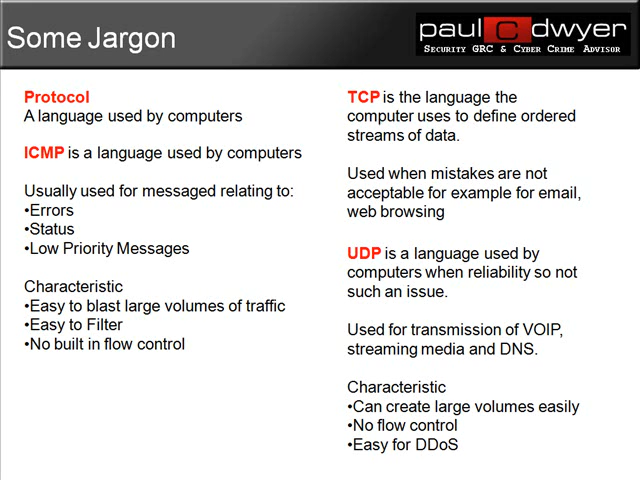 Some Jargon
paul C dwyer
SECURITY GRC & CYBER CRIME ADVISOR
Protocol
A language used by computers
ICMP is a language used by computers
Usually used for messaged relating to:
•Errors
•Status
•Low Priority Messages
Characteristic
•Easy to blast large volumes of traffic
•Easy to Filter
•No built in flow control
TCP is the language the
computer uses to define ordered
streams of data.
Used when mistakes are not
acceptable for example for email,
web browsing
UDP is a language used by
computers when reliability so not
such an issue.
Used for transmission of VOIP,
streaming media and DNS.
Characteristic
•Can create large volumes easily
•No flow control
•Easy for DDoS